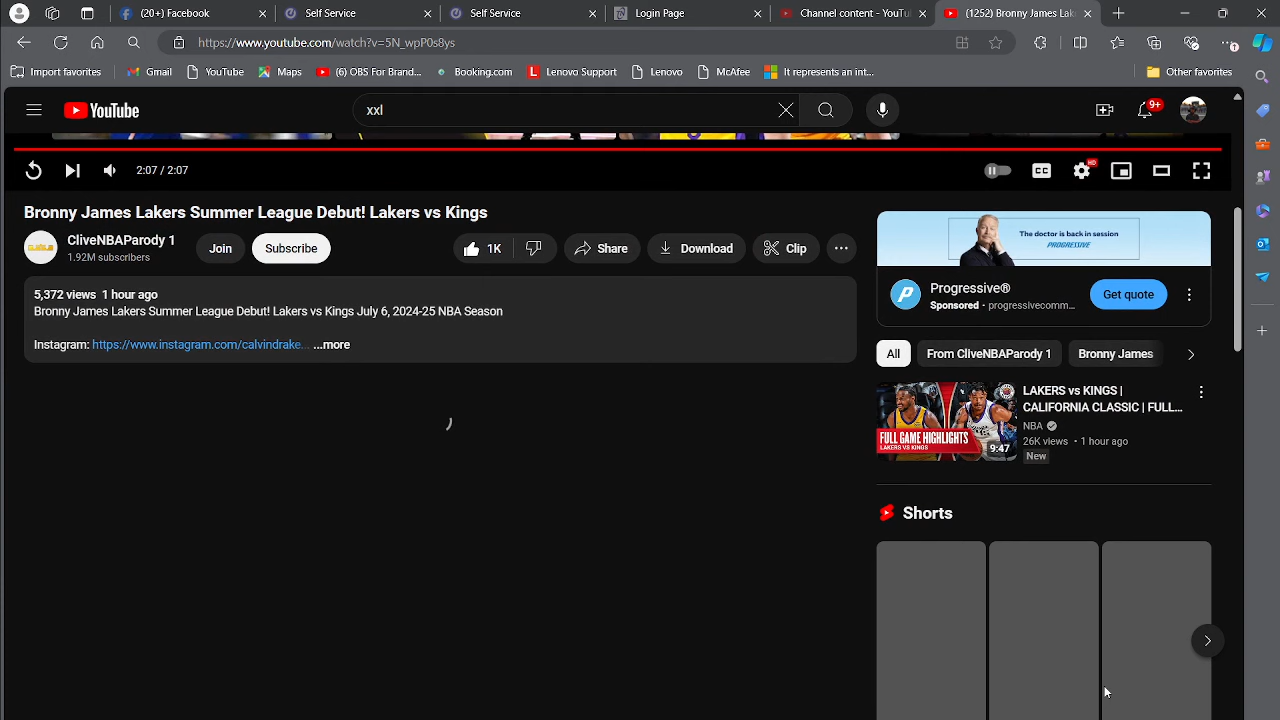 (20+) Facebook
Self Service
Self Service
Login Page
Channel content - YouTu
(1252) Bronny James Lak
https://www.youtube.com/watch?v=5N_wpP0s8ys
Import favorites
Gmail
YouTube
Maps
(6) OBS For Brand...
Booking.com
Lenovo Support
Lenovo
McAfee
It represents an int...
Other favorites
YouTube
xxl
9+
2:07 / 2:07
CC
HD
Bronny James Lakers Summer League Debut! Lakers vs Kings
CliveNBAParody 1
1.92M subscribers
Join
Subscribe
1K
Share
Download
Clip
5,372 views 1 hour ago
Bronny James Lakers Summer League Debut! Lakers vs Kings July 6, 2024-25 NBA Season
Instagram: https://www.instagram.com/calvindrake... ...more
The doctor is back in session
PROGRESSIVE
Progressive®
Sponsored · progressivecomm...
Get quote
All
From CliveNBAParody 1
Bronny James
LAKERS vs KINGS |
CALIFORNIA CLASSIC | FULL...
NBA
26K views • 1 hour ago
New
FULL GAME HIGHLIGHTS
LAKERS VS KINGS
9:47
Shorts